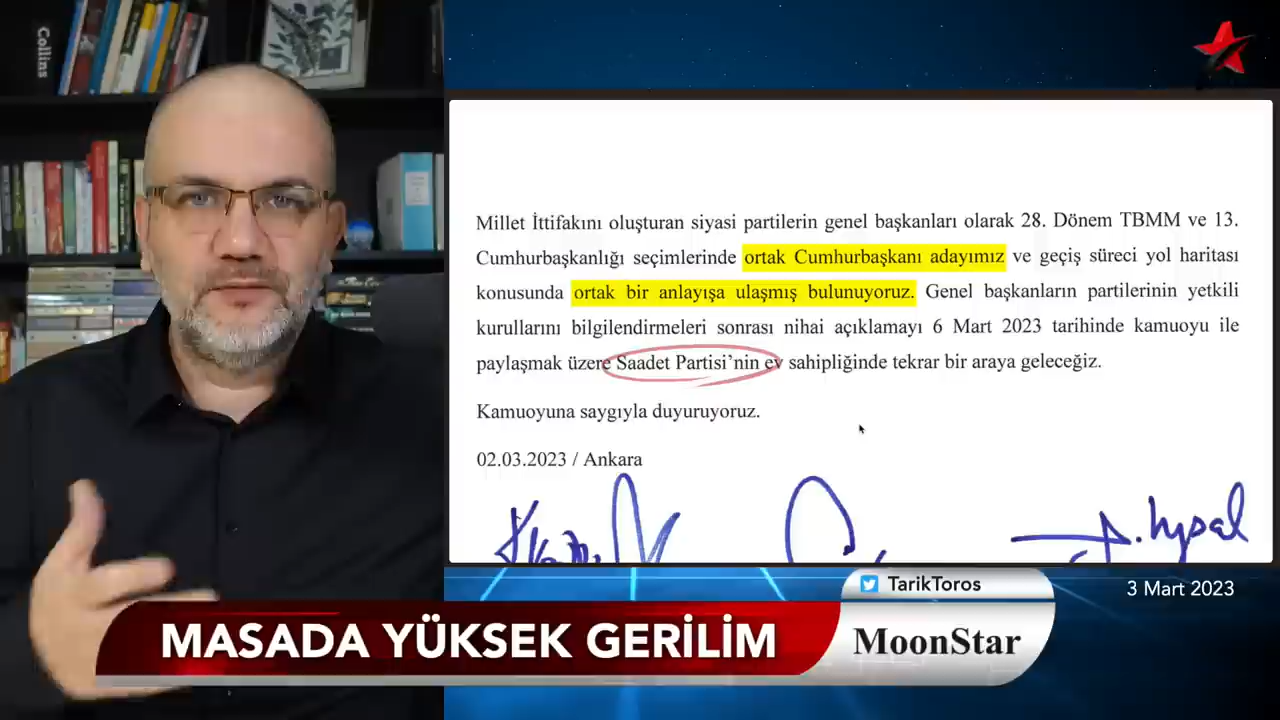 Collins
Millet İttifakını oluşturan siyasi partilerin genel başkanları olarak 28. Dönem TBMM ve 13.
Cumhurbaşkanlığı seçimlerinde ortak Cumhurbaşkanı adayımız ve geçiş süreci yol haritası
konusunda ortak bir anlayışa ulaşmış bulunuyoruz. Genel başkanların partilerinin yetkili
kurullarını bilgilendirmeleri sonrası nihai açıklamayı 6 Mart 2023 tarihinde kamuoyu ile
paylaşmak üzere Saadet Partisi’nin ev sahipliğinde tekrar bir araya geleceğiz.
Kamuoyuna saygıyla duyuruyoruz.
02.03.2023 / Ankara
TarikToros
3 Mart 2023
MASADA YÜKSEK GERİLİM
MoonStar